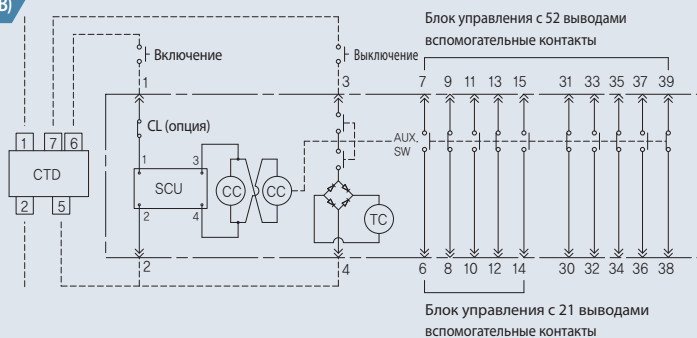 В)
Блок управления с 52 выводами
вспомогательные контакты
Включение
Выключение
1 3 7 9 11 13 15 31 33 35 37 39
CL (опция)
AUX.
SW
1 7 6
CTD
2 5
1 3
SCU
2 4
CC CC
TC
2 4 6 8 10 12 14 30 32 34 36 38
Блок управления с 21 выводами
вспомогательные контакты